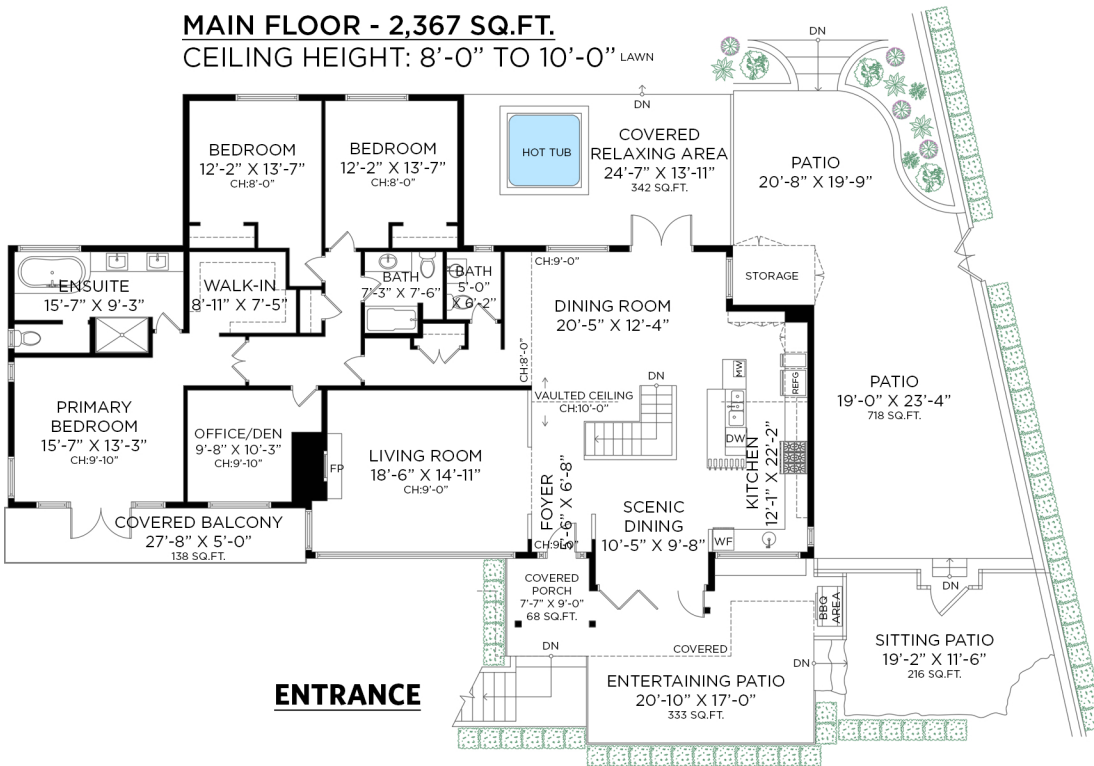 MAIN FLOOR - 2,367 SQ.FT.
CEILING HEIGHT: 8'-0" TO 10'-0"
LAWN
DN
DN
BEDROOM
12'-2" X 13'-7"
CH:8'-0"
BEDROOM
12'-2" X 13'-7"
CH:8'-0"
HOT TUB
COVERED
RELAXING AREA
24'-7" X 13'-11"
342 SQ.FT.
PATIO
20'-8" X 19'-9"
ENSUITE
15'-7" X 9'-3"
WALK-IN
8'-11" X 7'-5"
BATH
7'-3" X 7'-6"
BATH
5'-0"
X 6'-2"
CH:9'-0"
STORAGE
DINING ROOM
20'-5" X 12'-4"
CH:8'-0"
DN
VAULTED CEILING
CH:10'-0"
MW
REFG
DW
KITCHEN
12'-1" X 22'-2"
PATIO
19'-0" X 23'-4"
718 SQ.FT.
PRIMARY
BEDROOM
15'-7" X 13'-3"
CH:9'-10"
OFFICE/DEN
9'-8" X 10'-3"
CH:9'-10"
FP
LIVING ROOM
18'-6" X 14'-11"
CH:9'-0"
FOYER
X 6'-8"
CH:9'-0"
SCENIC
DINING
10'-5" X 9'-8"
WF
COVERED BALCONY
27'-8" X 5'-0"
138 SQ.FT.
COVERED
PORCH
7'-7" X 9'-0"
68 SQ.FT.
DN
COVERED
BBQ
AREA
DN
DN
SITTING PATIO
19'-2" X 11'-6"
216 SQ.FT.
ENTERTAINING PATIO
20'-10" X 17'-0"
333 SQ.FT.
ENTRANCE